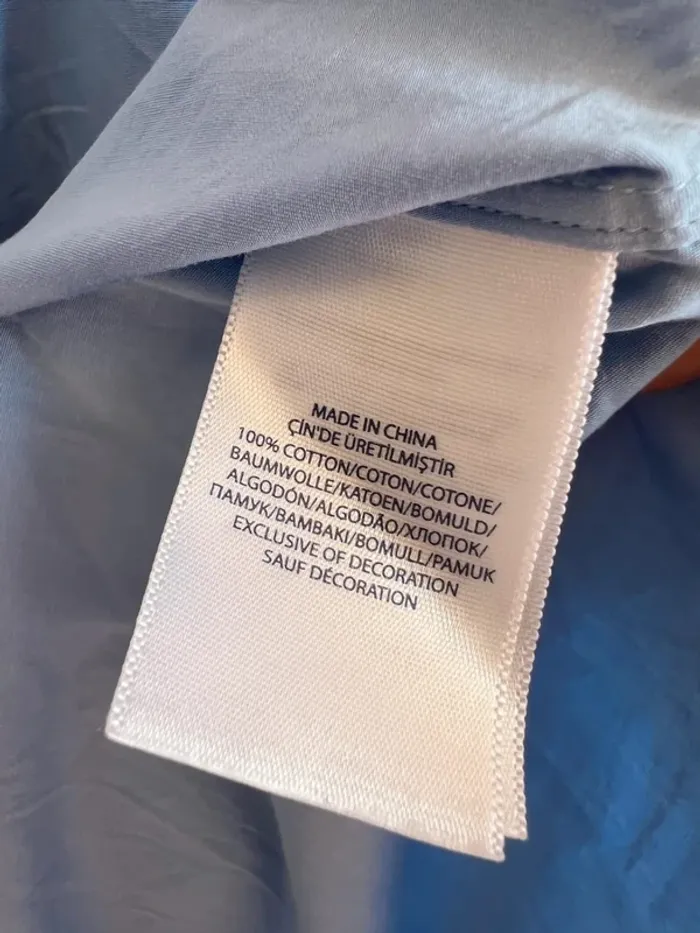 MADE IN CHINA
ÇİN'DE ÜRETİLMİŞTİR
100% COTTON/COTON/COTONE/
BAUMWOLLE/KATOEN/BOMULD/
ALGODÓN/ALGODÃO/ХЛОПОК/
ПАМУК/BAMBAKI/BOMULL/PAMUK
EXCLUSIVE OF DECORATION
SAUF DÉCORATION